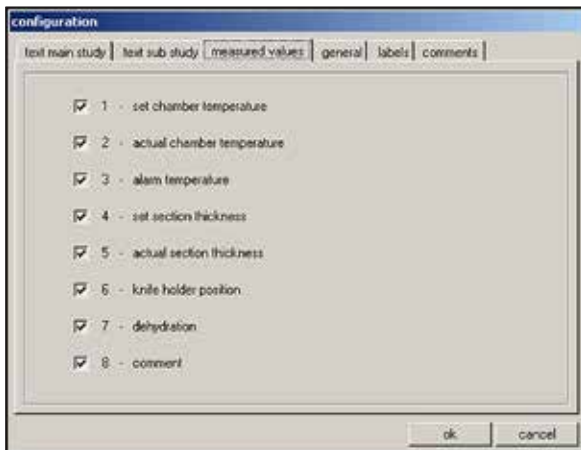 configuration
text main study text sub study measured values general labels comments
1 - set chamber temperature
2 - actual chamber temperature
3 - alarm temperature
4 - set section thickness
5 - actual section thickness
6 - knife holder position
7 - dehydration
8 - comment
ok cancel